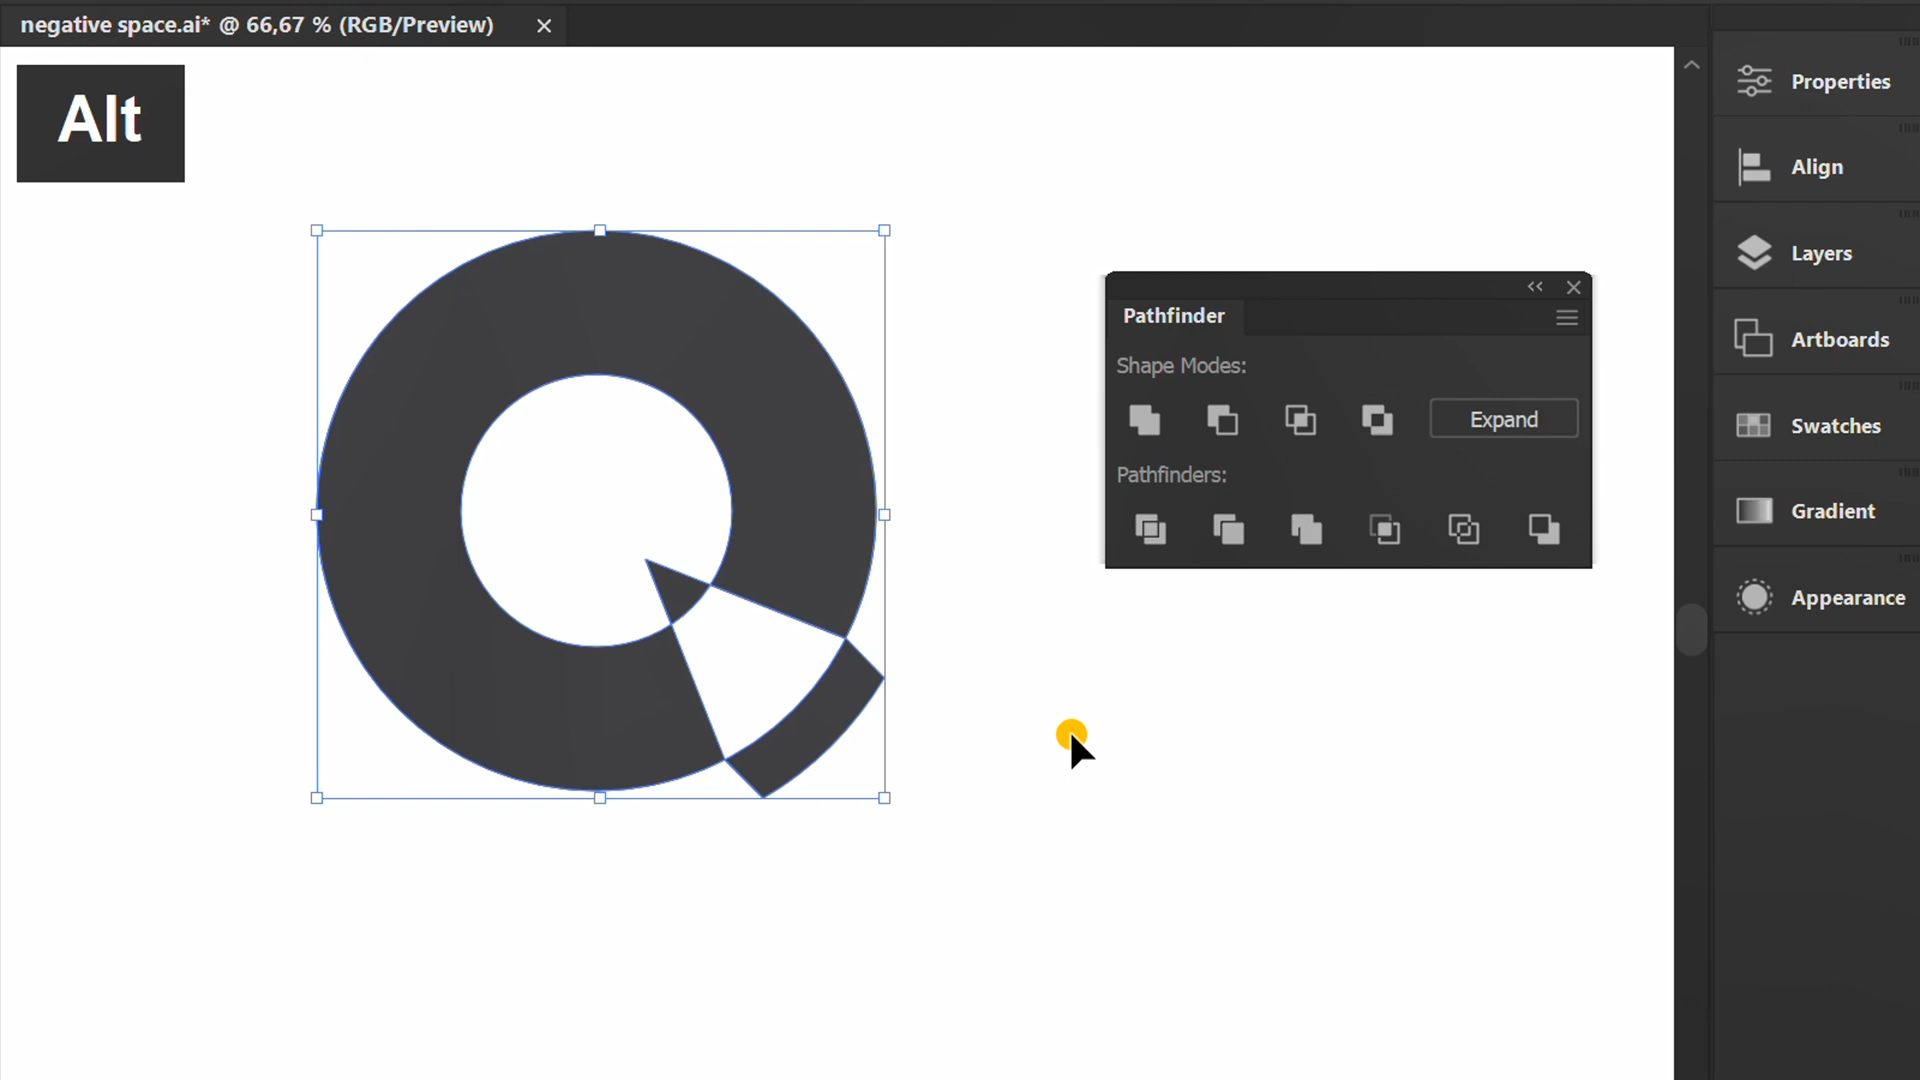 negative space.ai* @ 66,67 % (RGB/Preview)
Alt
Properties
Align
Layers
Artboards
Swatches
Gradient
Appearance
Pathfinder
Shape Modes:
Expand
Pathfinders: